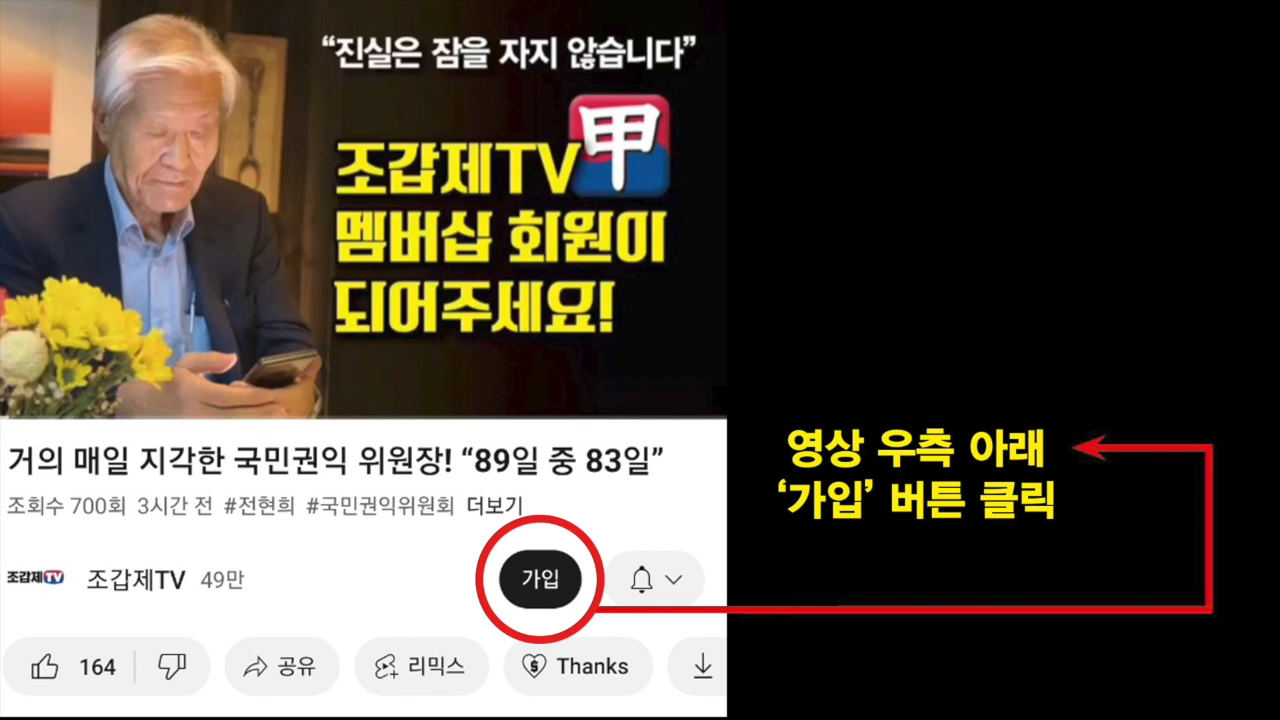 “진실은 잠을 자지 않습니다”
조갑제TV 甲
멤버십 회원이
되어주세요!
거의 매일 지각한 국민권익 위원장! “89일 중 83일”
조회수 700회 3시간 전 #전현희 #국민권익위원회 더보기
조갑제TV 조갑제TV 49만 가입
164 공유 리믹스 Thanks
영상 우측 아래
‘가입’ 버튼 클릭